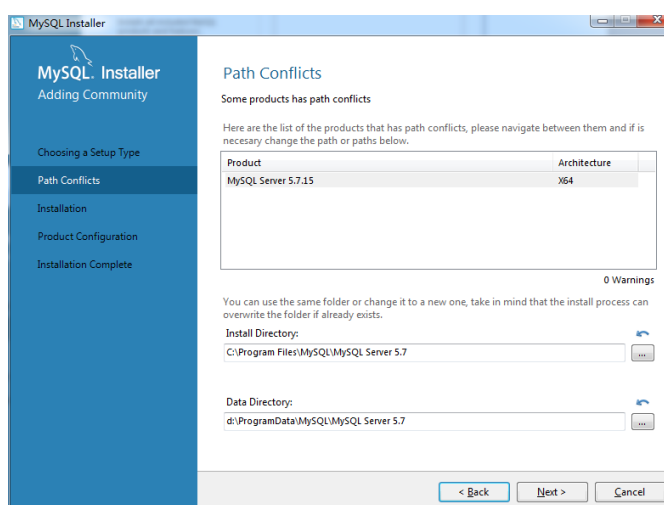 MySQL Installer
MySQL. Installer
Adding Community
Choosing a Setup Type
Path Conflicts
Installation
Product Configuration
Installation Complete
Path Conflicts
Some products has path conflicts
Here are the list of the products that has path conflicts, please navigate between them and if is
necesary change the path or paths below.
Product Architecture
MySQL Server 5.7.15 X64
0 Warnings
You can use the same folder or change it to a new one, take in mind that the install process can
overwrite the folder if already exists.
Install Directory:
C:\Program Files\MySQL\MySQL Server 5.7
...
Data Directory:
d:\ProgramData\MySQL\MySQL Server 5.7
...
< Back Next > Cancel